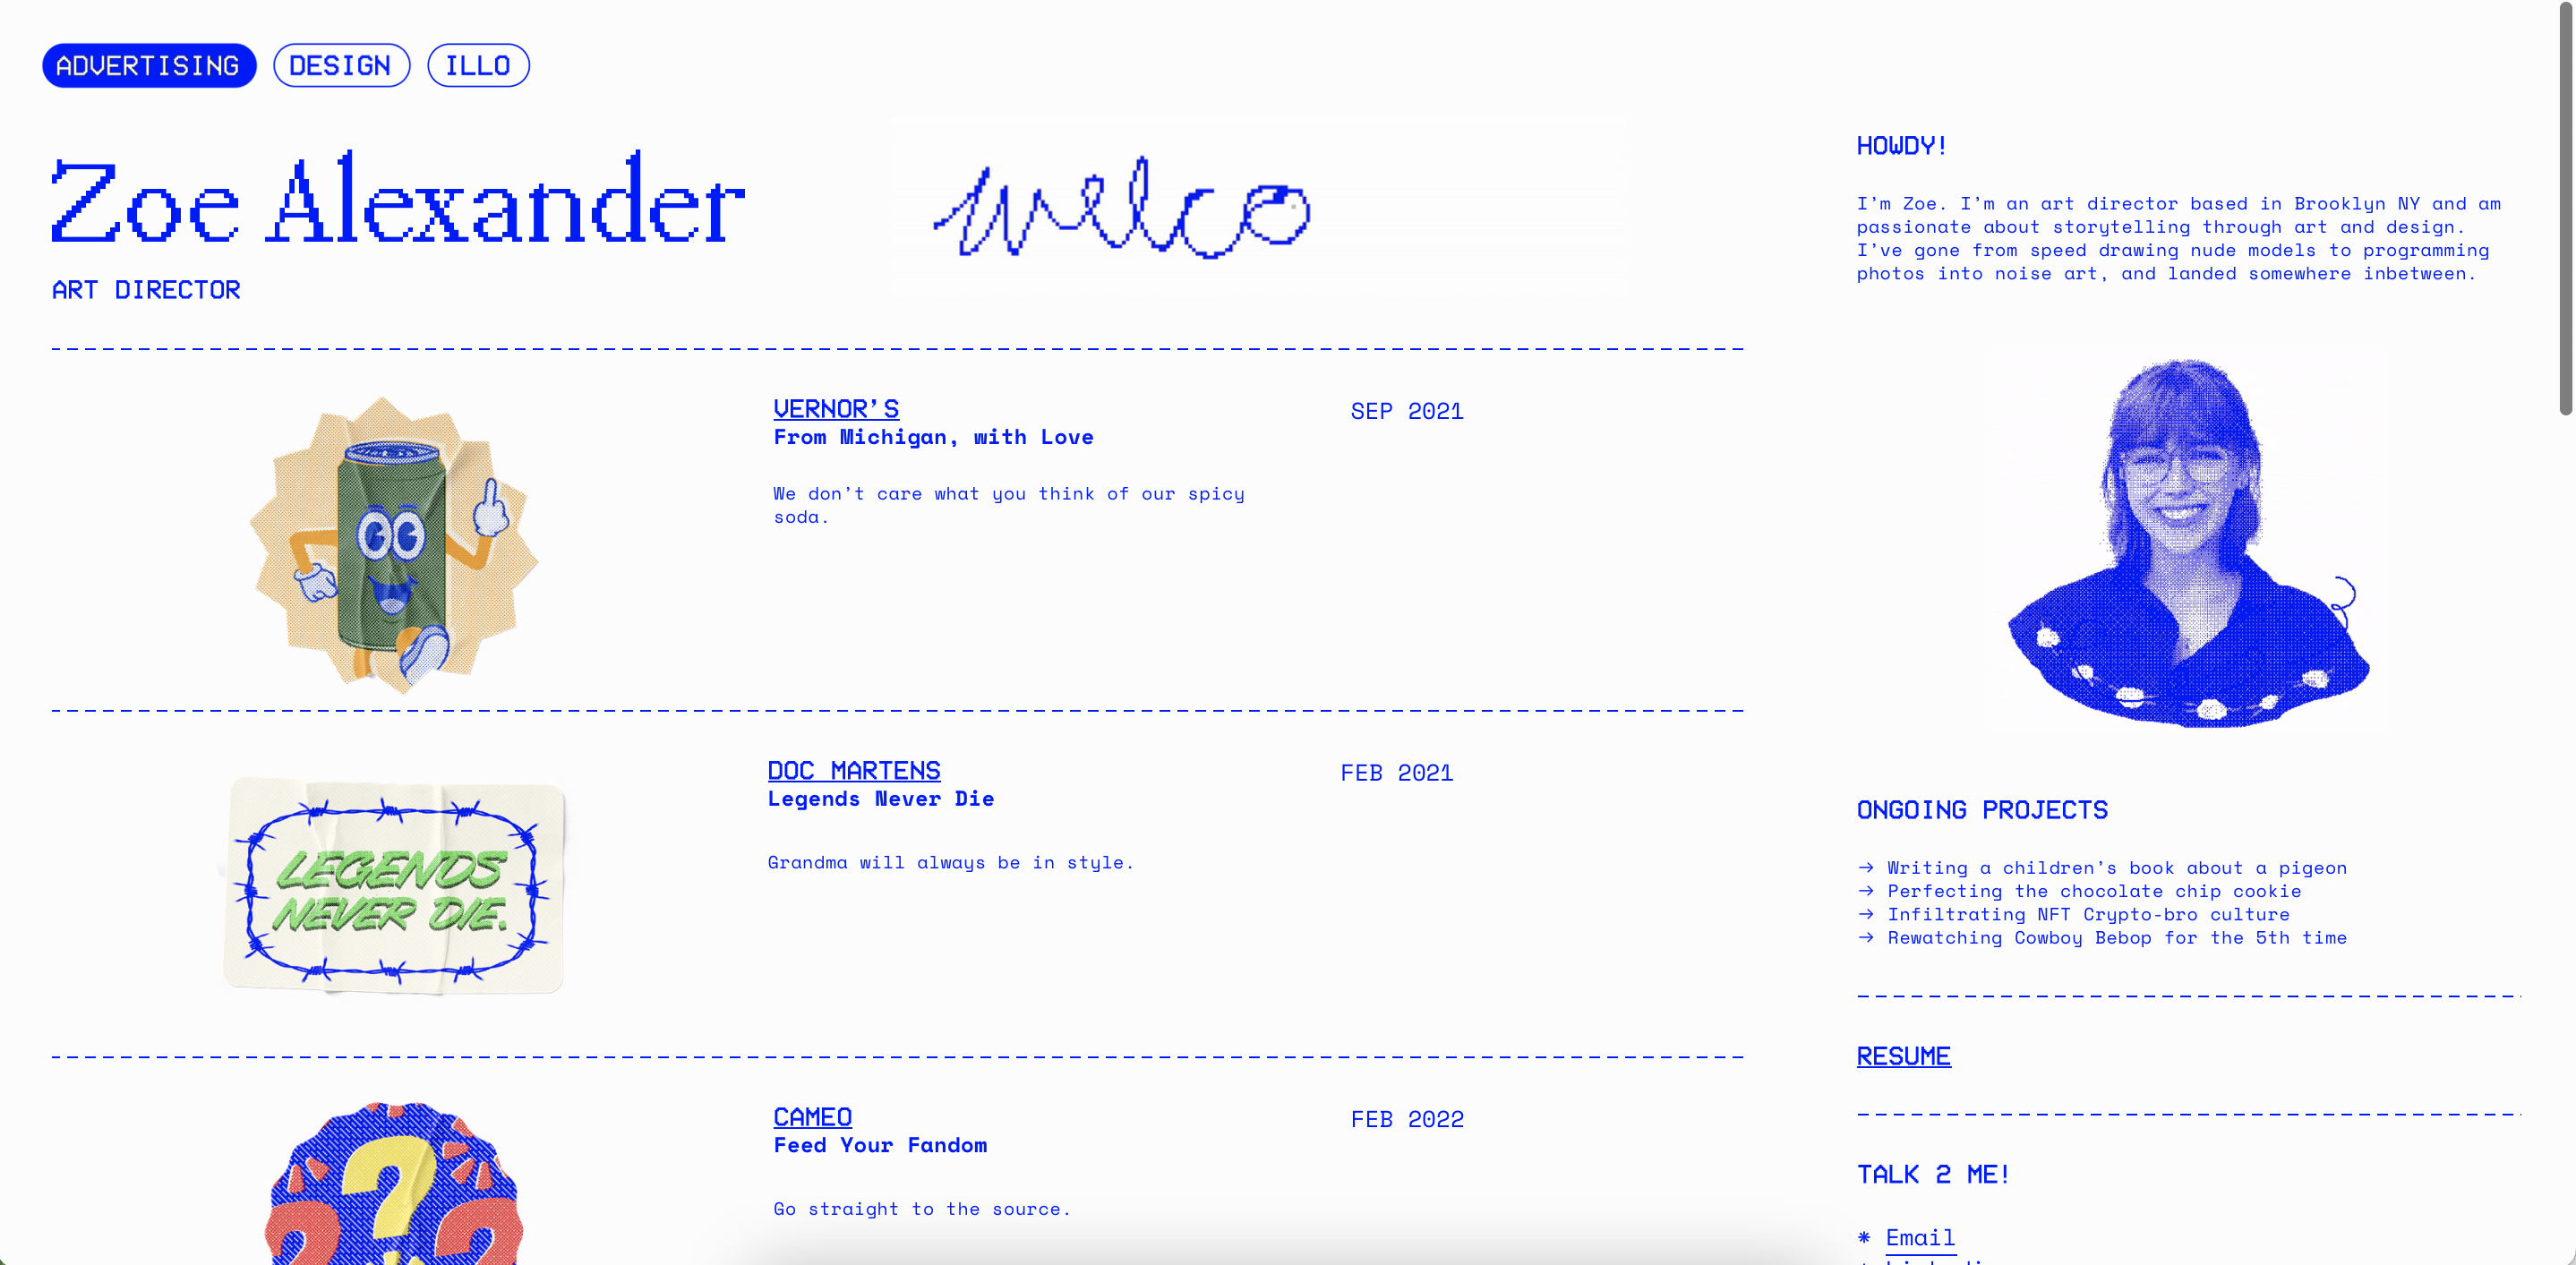 ADVERTISING DESIGN ILLO
Zoe Alexander
welco
ART DIRECTOR
VERNOR'S
SEP 2021
From Michigan, with Love
We don't care what you think of our spicy
soda.
DOC MARTENS
FEB 2021
Legends Never Die
Grandma will always be in style.
LEGENDS
NEVER DIE.
CAMEO
FEB 2022
Feed Your Fandom
Go straight to the source.
? ? ?
HOWDY!
I'm Zoe. I'm an art director based in Brooklyn NY and am
passionate about storytelling through art and design.
I've gone from speed drawing nude models to programming
photos into noise art, and landed somewhere inbetween.
ONGOING PROJECTS
→ Writing a children's book about a pigeon
→ Perfecting the chocolate chip cookie
→ Infiltrating NFT Crypto-bro culture
→ Rewatching Cowboy Bebop for the 5th time
RESUME
TALK 2 ME!
* Email